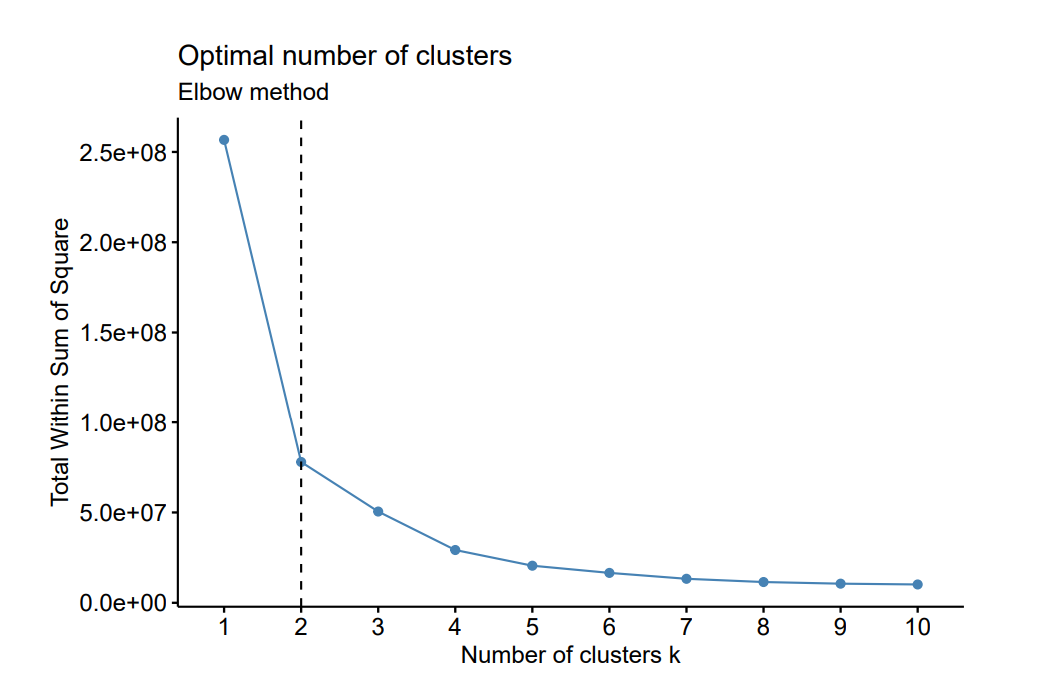 Optimal number of clusters
Elbow method
Total Within Sum of Square
2.5e+08
2.0e+08
1.5e+08
1.0e+08
5.0e+07
0.0e+00
1 2 3 4 5 6 7 8 9 10
Number of clusters k